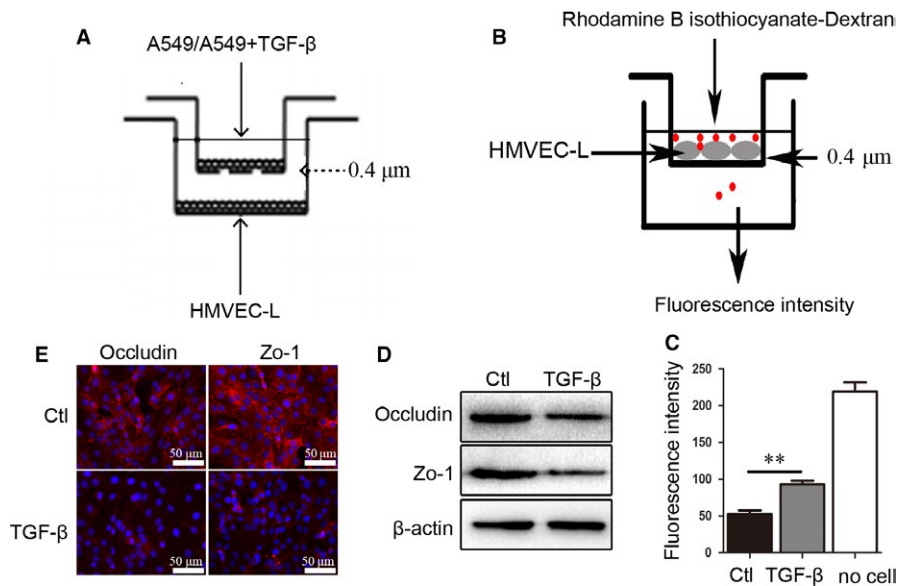 A
A549/A549+TGF-β
0.4 μm
HMVEC-L
B
Rhodamine B isothiocyanate-Dextran
HMVEC-L
0.4 μm
Fluorescence intensity
E
Occludin Zo-1
Ctl
50 μm 50 μm
TGF-β
50 μm 50 μm
D
Ctl TGF-β
Occludin
Zo-1
β-actin
C
Fluorescence intensity
250
200
150
100
50
0
**
Ctl TGF-β no cell